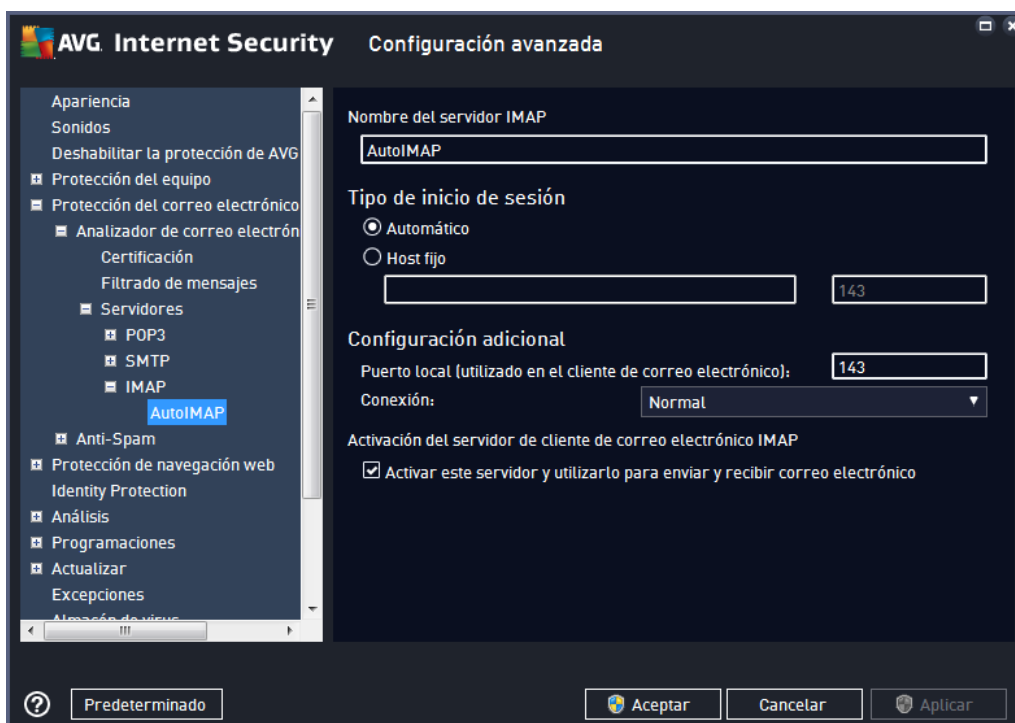 AVG. Internet Security
Configuración avanzada
Apariencia
Sonidos
Deshabilitar la protección de AVG
Protección del equipo
Protección del correo electrónico
Analizador de correo electrón
Certificación
Filtrado de mensajes
Servidores
POP3
SMTP
IMAP
AutoIMAP
Anti-Spam
Protección de navegación web
Identity Protection
Análisis
Programaciones
Actualizar
Excepciones
Almacén de virus
Nombre del servidor IMAP
AutoIMAP
Tipo de inicio de sesión
Automático
Host fijo
143
Configuración adicional
Puerto local (utilizado en el cliente de correo electrónico): 143
Conexión: Normal
Activación del servidor de cliente de correo electrónico IMAP
Activar este servidor y utilizarlo para enviar y recibir correo electrónico
Predeterminado
Aceptar
Cancelar
Aplicar